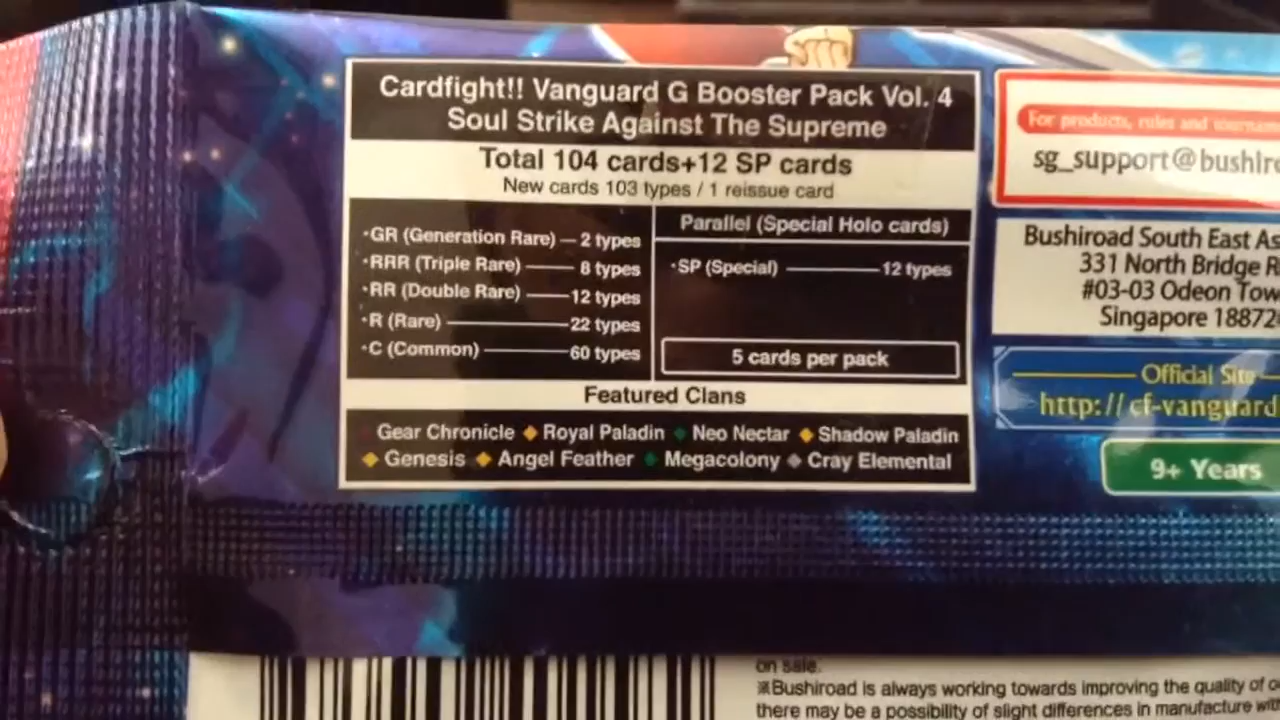 Cardfight!! Vanguard G Booster Pack Vol. 4
Soul Strike Against The Supreme
Total 104 cards+12 SP cards
New cards 103 types / 1 reissue card
·GR (Generation Rare) — 2 types
·RRR (Triple Rare) — 8 types
·RR (Double Rare) — 12 types
·R (Rare) — 22 types
·C (Common) — 60 types
Parallel (Special Holo cards)
·SP (Special) — 12 types
5 cards per pack
Featured Clans
Gear Chronicle ◆ Royal Paladin ◆ Neo Nectar ◆ Shadow Paladin
◆ Genesis ◆ Angel Feather ◆ Megacolony ◆ Cray Elemental
For products, rules and
sg_support@bushiro
Bushiroad South East As
331 North Bridge R
#03-03 Odeon Tow
Singapore 18872
Official Site
http:// cf-vanguard
9+ Years
on sale.
※Bushiroad is always working towards improving the quality of
there may be a possibility of slight differences in manufacture